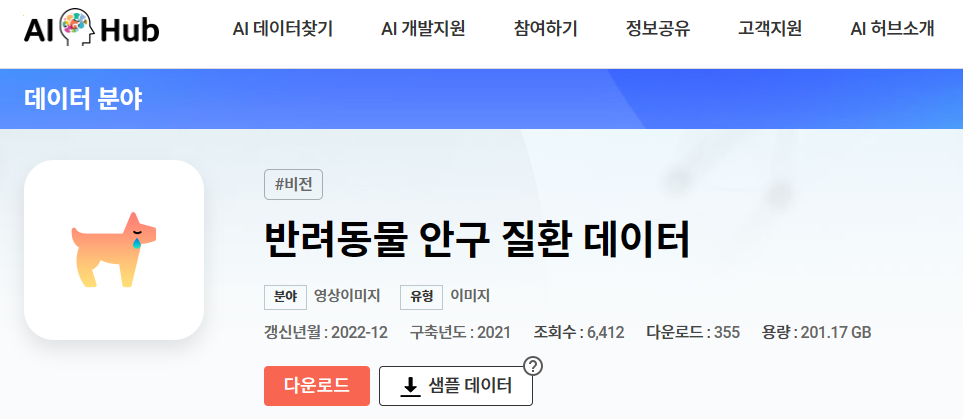 AI Hub AI 데이터찾기 AI 개발지원 참여하기 정보공유 고객지원 AI 허브소개
데이터 분야
#비전
반려동물 안구 질환 데이터
분야 영상이미지 유형 이미지
갱신년월 : 2022-12 구축년도 : 2021 조회수 : 6,412 다운로드 : 355 용량 : 201.17 GB
다운로드 샘플 데이터 ?